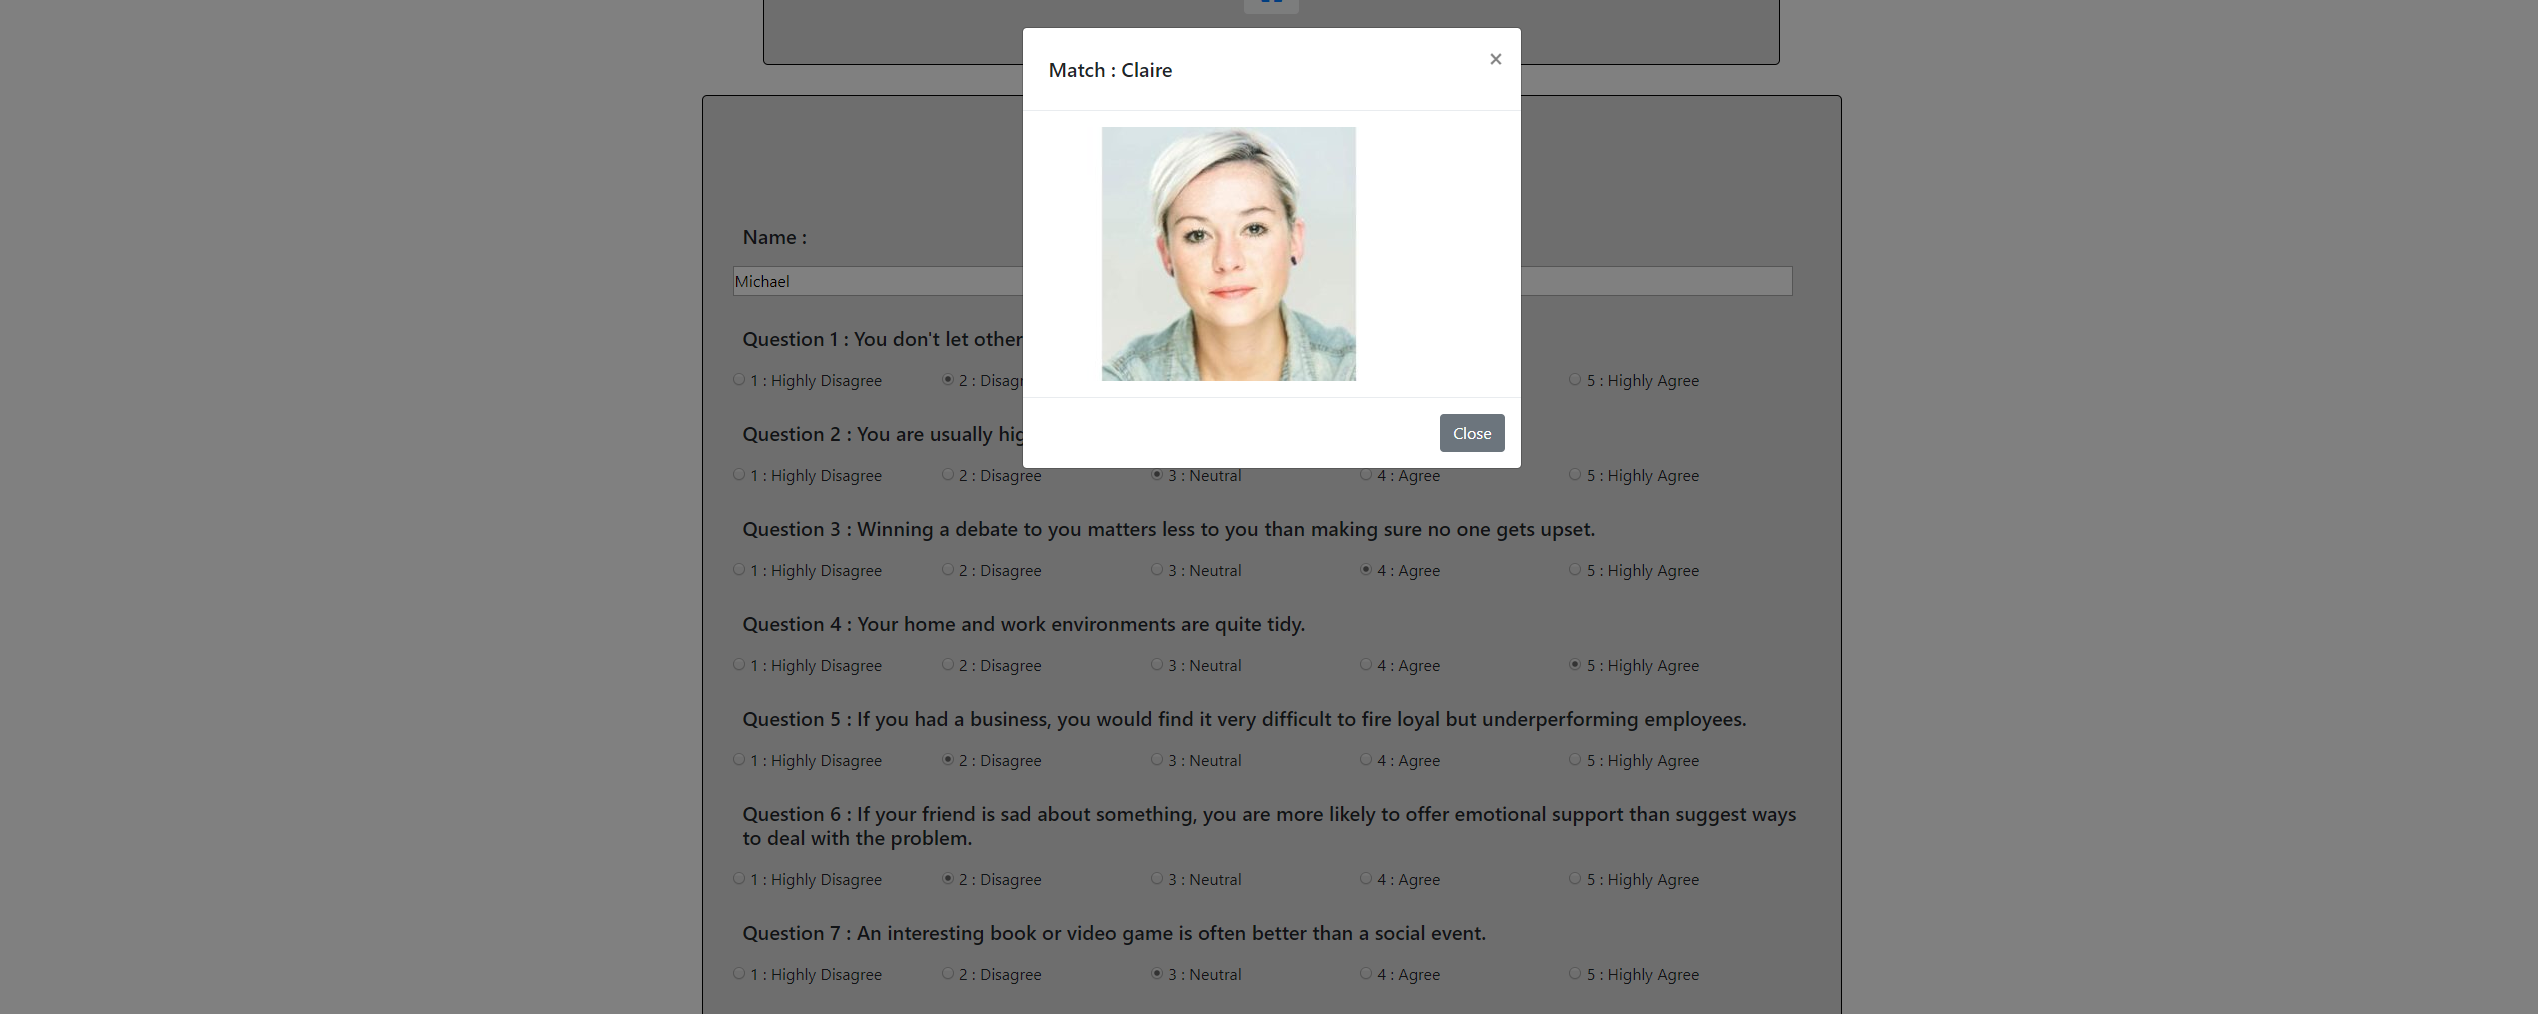 Match : Claire
×
Close
Name :
Michael
Question 1 : You don't let other
1 : Highly Disagree 2 : Disagr 5 : Highly Agree
Question 2 : You are usually hig
1 : Highly Disagree 2 : Disagree 3 : Neutral 4 : Agree 5 : Highly Agree
Question 3 : Winning a debate to you matters less to you than making sure no one gets upset.
1 : Highly Disagree 2 : Disagree 3 : Neutral 4 : Agree 5 : Highly Agree
Question 4 : Your home and work environments are quite tidy.
1 : Highly Disagree 2 : Disagree 3 : Neutral 4 : Agree 5 : Highly Agree
Question 5 : If you had a business, you would find it very difficult to fire loyal but underperforming employees.
1 : Highly Disagree 2 : Disagree 3 : Neutral 4 : Agree 5 : Highly Agree
Question 6 : If your friend is sad about something, you are more likely to offer emotional support than suggest ways
to deal with the problem.
1 : Highly Disagree 2 : Disagree 3 : Neutral 4 : Agree 5 : Highly Agree
Question 7 : An interesting book or video game is often better than a social event.
1 : Highly Disagree 2 : Disagree 3 : Neutral 4 : Agree 5 : Highly Agree